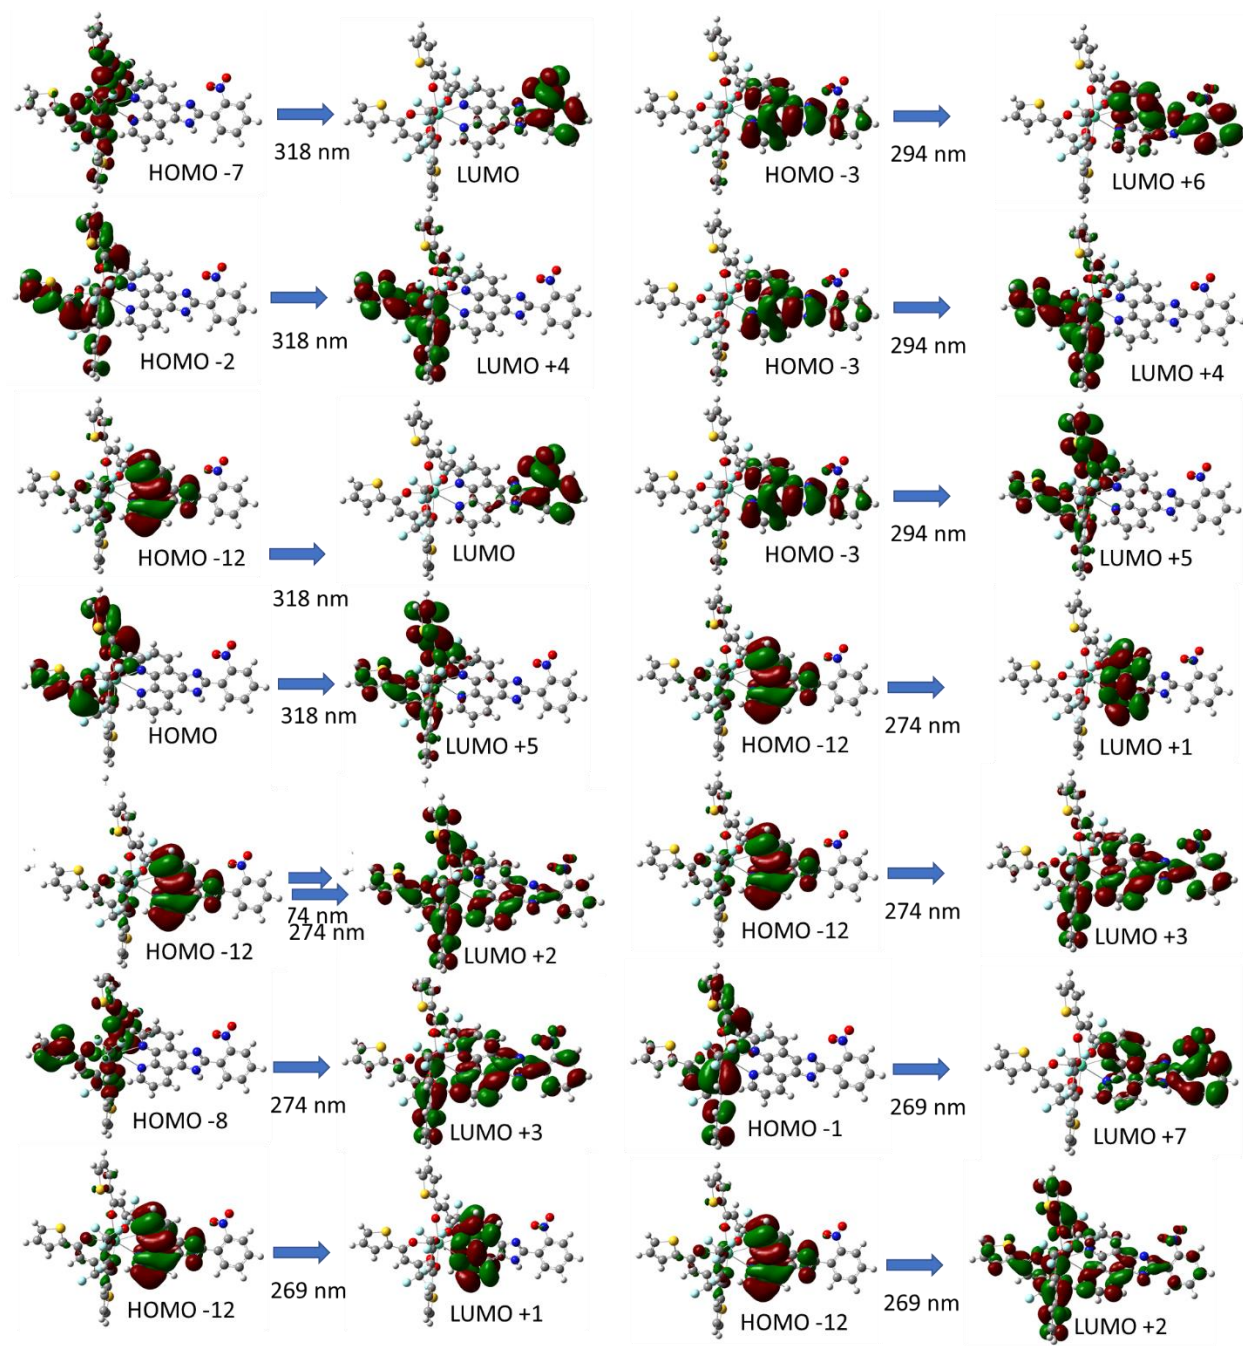 HOMO -7
318 nm
LUMO
HOMO -3
294 nm
LUMO +6
HOMO -2
318 nm
LUMO +4
HOMO -3
294 nm
LUMO +4
HOMO -12
318 nm
LUMO
HOMO -3
294 nm
LUMO +5
HOMO
318 nm
LUMO +5
HOMO -12
274 nm
LUMO +1
HOMO -12
74 nm
274 nm
LUMO +2
HOMO -12
274 nm
LUMO +3
HOMO -8
274 nm
LUMO +3
HOMO -1
269 nm
LUMO +7
HOMO -12
269 nm
LUMO +1
HOMO -12
269 nm
LUMO +2